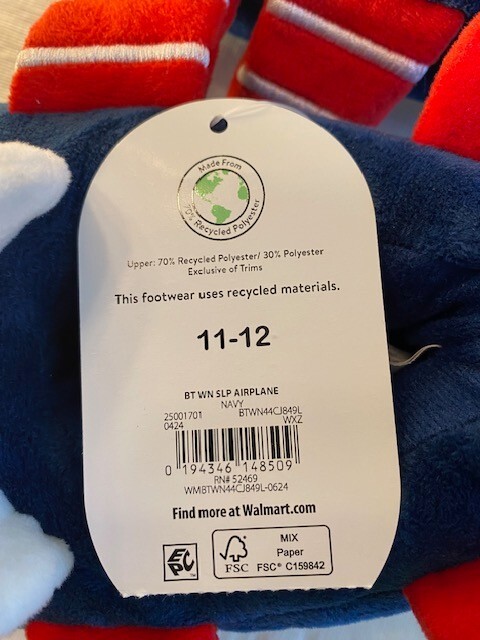 Made From
70% Recycled Polyester
Upper: 70% Recycled Polyester/ 30% Polyester
Exclusive of Trims
This footwear uses recycled materials.
11-12
BT WN SLP AIRPLANE
NAVY
25001701 BTWN44CJ849L
0424 WXZ
0 194346 148509
RN# 52469
WM8TWN44CJ849L-0624
Find more at Walmart.com
EPC™
FSC
MIX
Paper
FSC® C159842